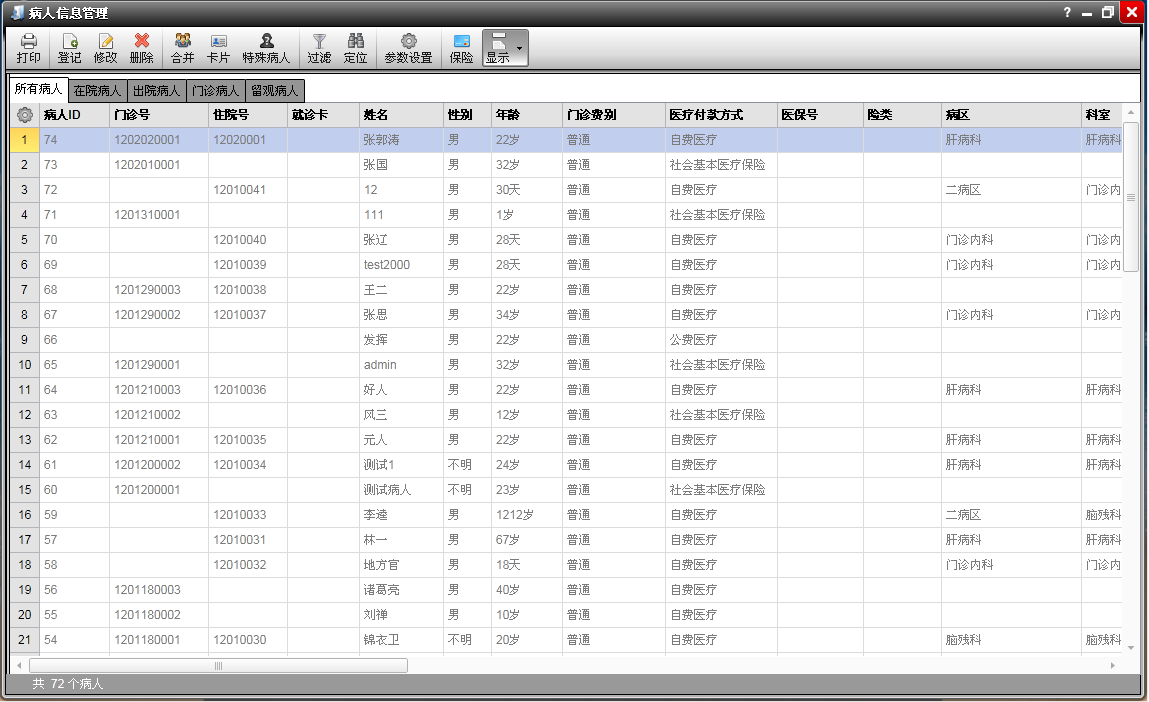 病人信息管理
打印 登记 修改 删除 合并 卡片 特殊病人 过滤 定位 参数设置 保险 显示
所有病人 在院病人 出院病人 门诊病人 留观病人
病人ID 门诊号 住院号 就诊卡 姓名 性别 年龄 门诊费别 医疗付款方式 医保号 险类 病区 科室
1 74 1202020001 12020001 张郭涛 男 22岁 普通 自费医疗 肝病科 肝病科
2 73 1202010001 张国 男 32岁 普通 社会基本医疗保险
3 72 12010041 12 男 30天 普通 自费医疗 二病区 门诊内
4 71 1201310001 111 男 1岁 普通 社会基本医疗保险
5 70 12010040 张辽 男 28天 普通 自费医疗 门诊内科 门诊内
6 69 12010039 test2000 男 28天 普通 自费医疗 门诊内科 门诊内
7 68 1201290003 12010038 王二 男 22岁 普通 自费医疗
8 67 1201290002 12010037 张思 男 34岁 普通 自费医疗 门诊内科 门诊内
9 66 发挥 男 22岁 普通 公费医疗
10 65 1201290001 admin 男 32岁 普通 社会基本医疗保险
11 64 1201210003 12010036 好人 男 22岁 普通 自费医疗 肝病科 肝病科
12 63 1201210002 风三 男 12岁 普通 社会基本医疗保险
13 62 1201210001 12010035 元人 男 22岁 普通 自费医疗 肝病科 肝病科
14 61 1201200002 12010034 测试1 不明 24岁 普通 自费医疗 肝病科 肝病科
15 60 1201200001 测试病人 不明 23岁 普通 社会基本医疗保险
16 59 12010033 李逵 男 1212岁 普通 自费医疗 二病区 脑残科
17 57 12010031 林一 男 67岁 普通 自费医疗 肝病科 肝病科
18 58 12010032 地方官 男 18天 普通 自费医疗 门诊内科 门诊内
19 56 1201180003 诸葛亮 男 40岁 普通 自费医疗
20 55 1201180002 刘禅 男 10岁 普通 自费医疗
21 54 1201180001 12010030 锦衣卫 不明 20岁 普通 自费医疗 脑残科 脑残科
共 72 个病人